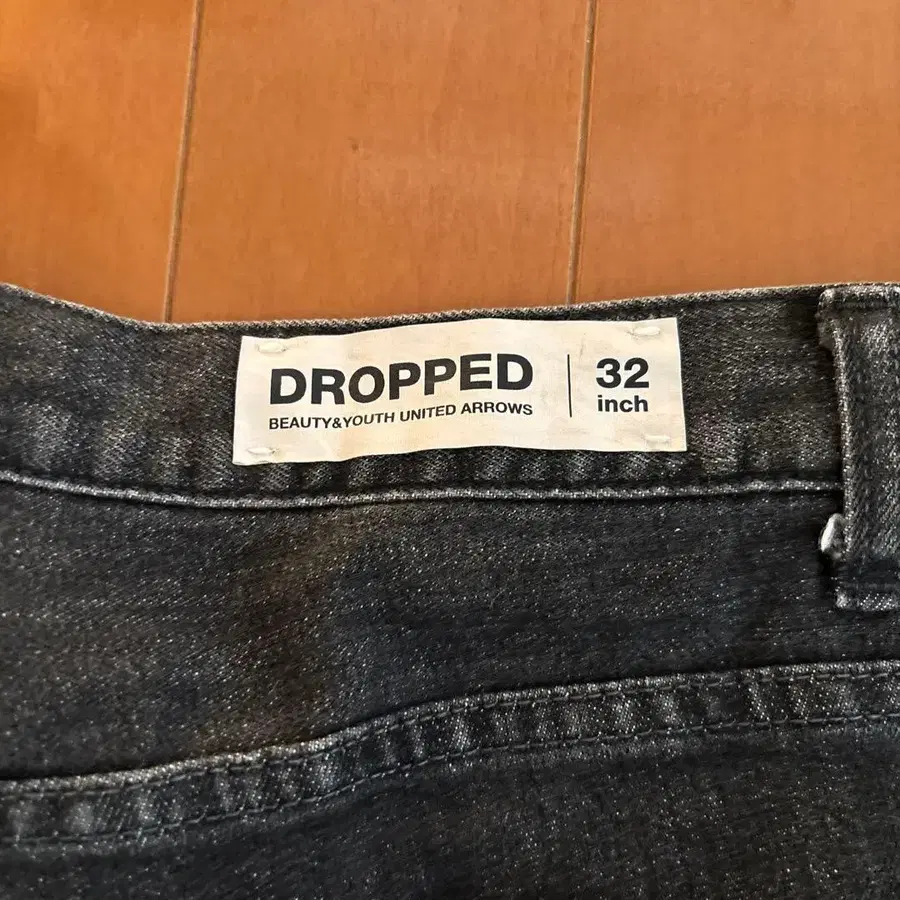 DROPPED
BEAUTY&YOUTH UNITED ARROWS
32
inch